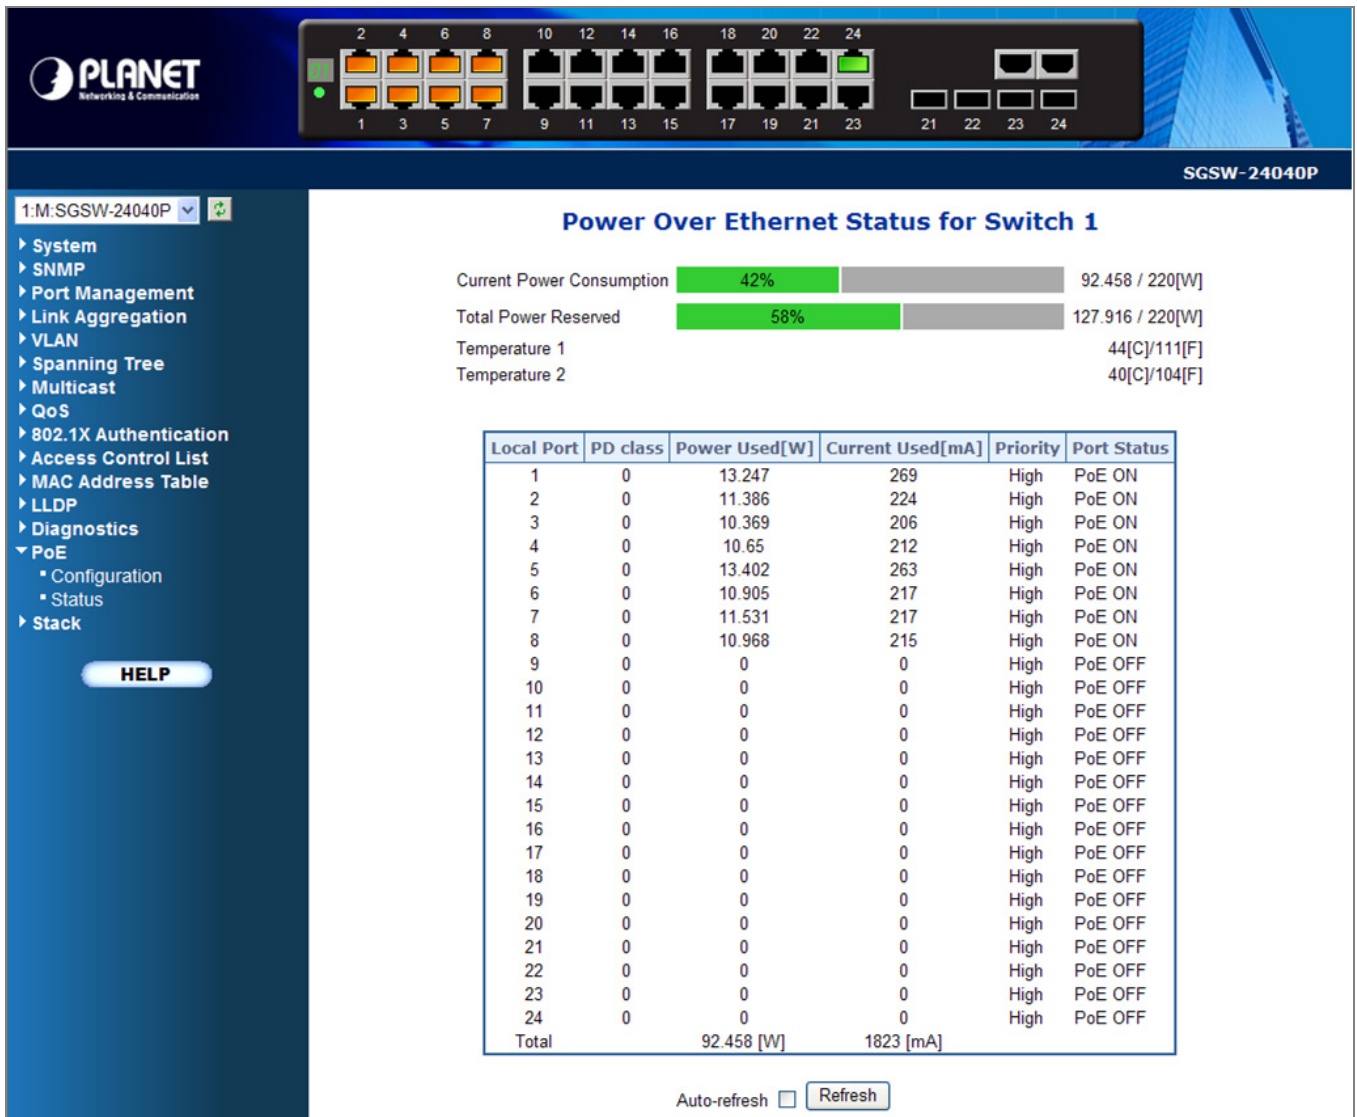 PLANET
Networking & Communication
2 4 6 8 10 12 14 16 18 20 22 24
1 3 5 7 9 11 13 15 17 19 21 23 21 22 23 24
SGSW-24040P
1:M:SGSW-24040P
System
SNMP
Port Management
Link Aggregation
VLAN
Spanning Tree
Multicast
QoS
802.1X Authentication
Access Control List
MAC Address Table
LLDP
Diagnostics
PoE
Configuration
Status
Stack
HELP
Power Over Ethernet Status for Switch 1
Current Power Consumption 42% 92.458 / 220[W]
Total Power Reserved 58% 127.916 / 220[W]
Temperature 1 44[C]/111[F]
Temperature 2 40[C]/104[F]
Local Port PD class Power Used[W] Current Used[mA] Priority Port Status
1 0 13.247 269 High PoE ON
2 0 11.386 224 High PoE ON
3 0 10.369 206 High PoE ON
4 0 10.65 212 High PoE ON
5 0 13.402 263 High PoE ON
6 0 10.905 217 High PoE ON
7 0 11.531 217 High PoE ON
8 0 10.968 215 High PoE ON
9 0 0 0 High PoE OFF
10 0 0 0 High PoE OFF
11 0 0 0 High PoE OFF
12 0 0 0 High PoE OFF
13 0 0 0 High PoE OFF
14 0 0 0 High PoE OFF
15 0 0 0 High PoE OFF
16 0 0 0 High PoE OFF
17 0 0 0 High PoE OFF
18 0 0 0 High PoE OFF
19 0 0 0 High PoE OFF
20 0 0 0 High PoE OFF
21 0 0 0 High PoE OFF
22 0 0 0 High PoE OFF
23 0 0 0 High PoE OFF
24 0 0 0 High PoE OFF
Total 92.458 [W] 1823 [mA]
Auto-refresh Refresh